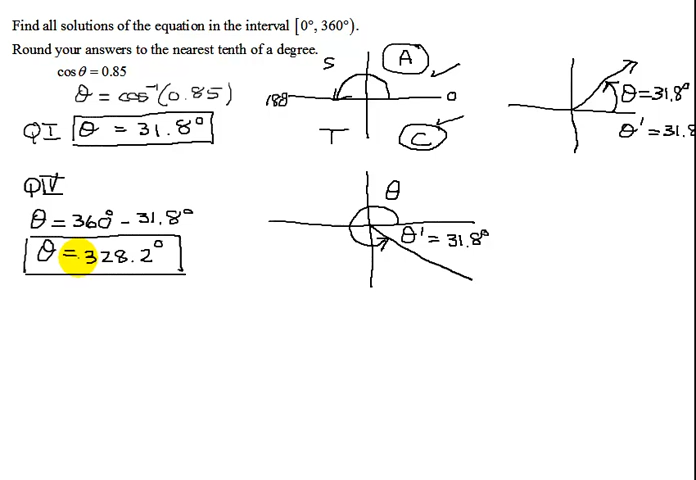 Find all solutions of the equation in the interval [0°, 360°).
Round your answers to the nearest tenth of a degree.
cos θ = 0.85
θ = cos⁻¹(0.85)
QI θ = 31.8°
S A
180 0
T C
θ = 31.8°
θ' = 31.8
QIV
θ = 360° - 31.8°
θ = 328.2°
θ
θ' = 31.8°